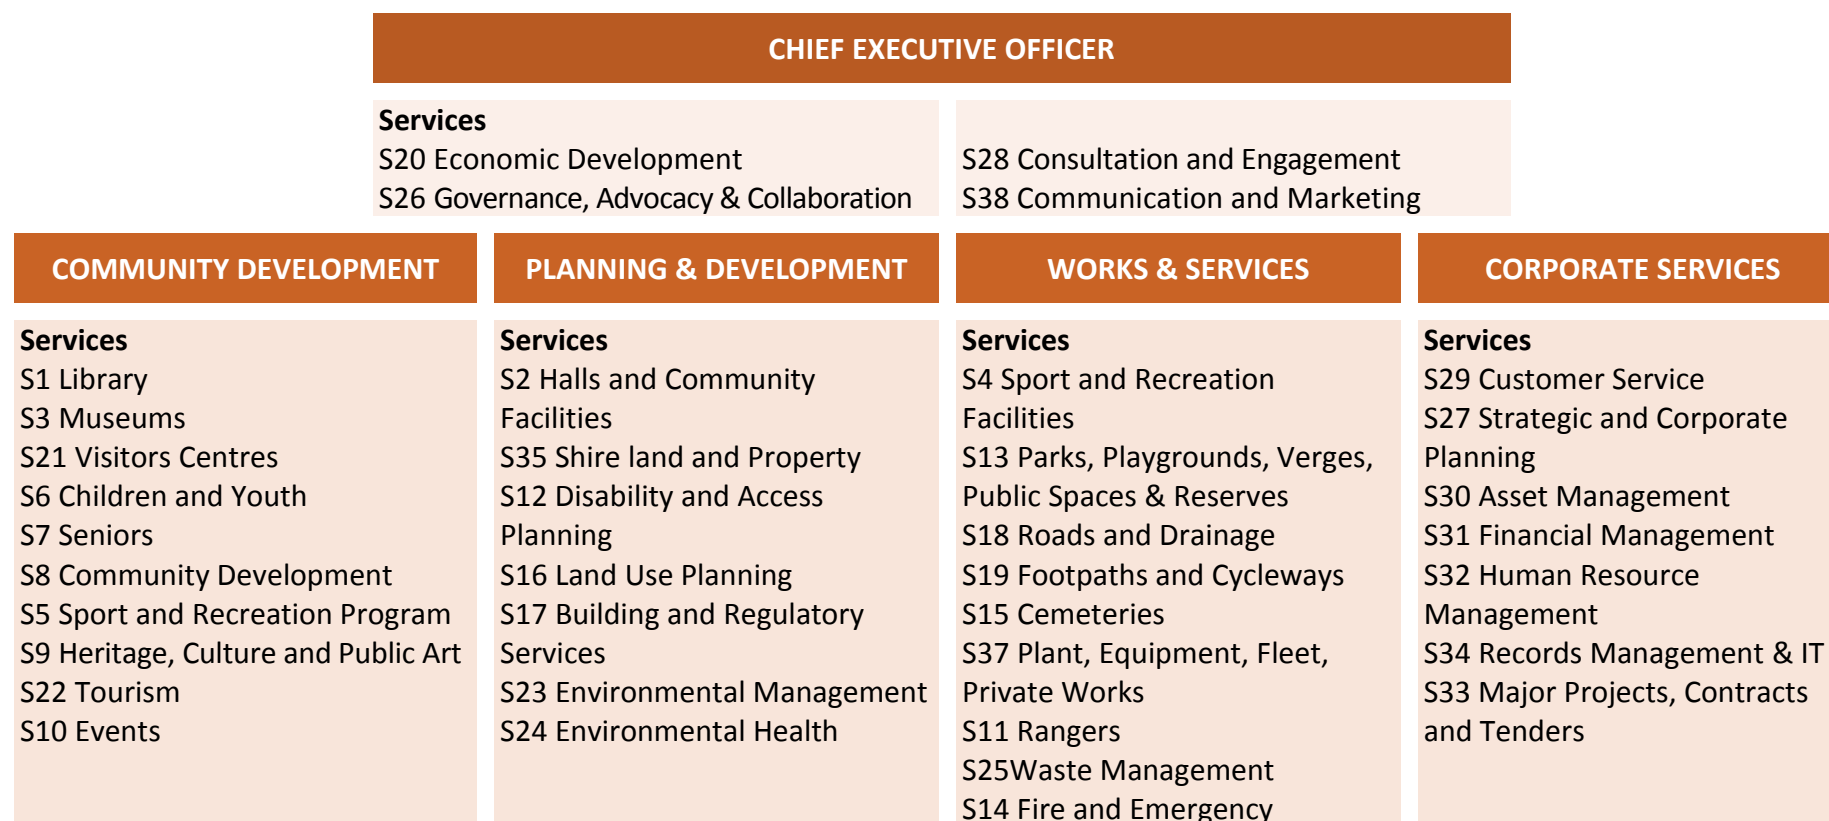 CHIEF EXECUTIVE OFFICER
Services
S20 Economic Development
S26 Governance, Advocacy & Collaboration
S28 Consultation and Engagement
S38 Communication and Marketing
COMMUNITY DEVELOPMENT
Services
S1 Library
S3 Museums
S21 Visitors Centres
S6 Children and Youth
S7 Seniors
S8 Community Development
S5 Sport and Recreation Program
S9 Heritage, Culture and Public Art
S22 Tourism
S10 Events
PLANNING & DEVELOPMENT
Services
S2 Halls and Community
Facilities
S35 Shire land and Property
S12 Disability and Access
Planning
S16 Land Use Planning
S17 Building and Regulatory
Services
S23 Environmental Management
S24 Environmental Health
WORKS & SERVICES
Services
S4 Sport and Recreation
Facilities
S13 Parks, Playgrounds, Verges,
Public Spaces & Reserves
S18 Roads and Drainage
S19 Footpaths and Cycleways
S15 Cemeteries
S37 Plant, Equipment, Fleet,
Private Works
S11 Rangers
S25Waste Management
S14 Fire and Emergency
CORPORATE SERVICES
Services
S29 Customer Service
S27 Strategic and Corporate
Planning
S30 Asset Management
S31 Financial Management
S32 Human Resource
Management
S34 Records Management & IT
S33 Major Projects, Contracts
and Tenders